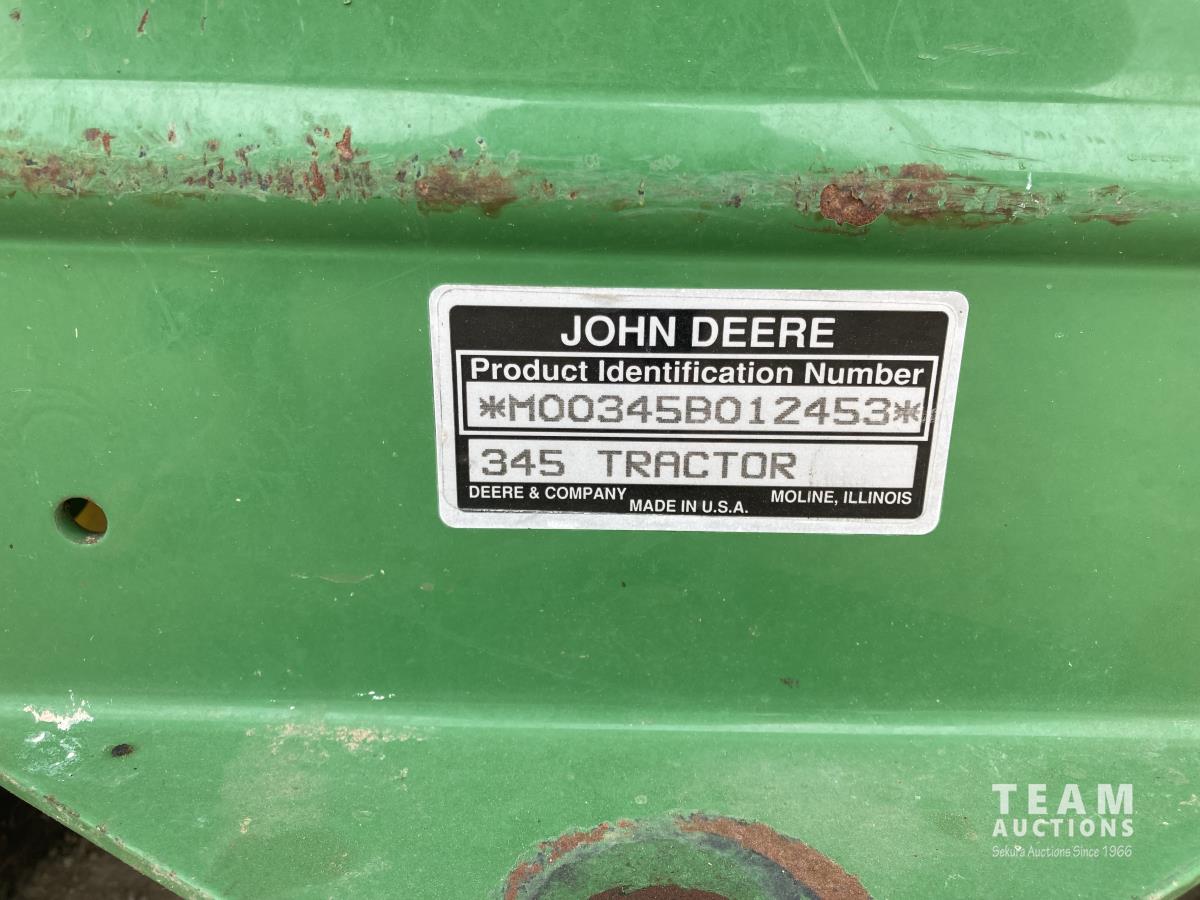 JOHN DEERE
Product Identification Number
*M00345B012453*
345 TRACTOR
DEERE & COMPANY MOLINE, ILLINOIS
MADE IN U.S.A.
TEAM
AUCTIONS
Sekura Auctions Since 1966